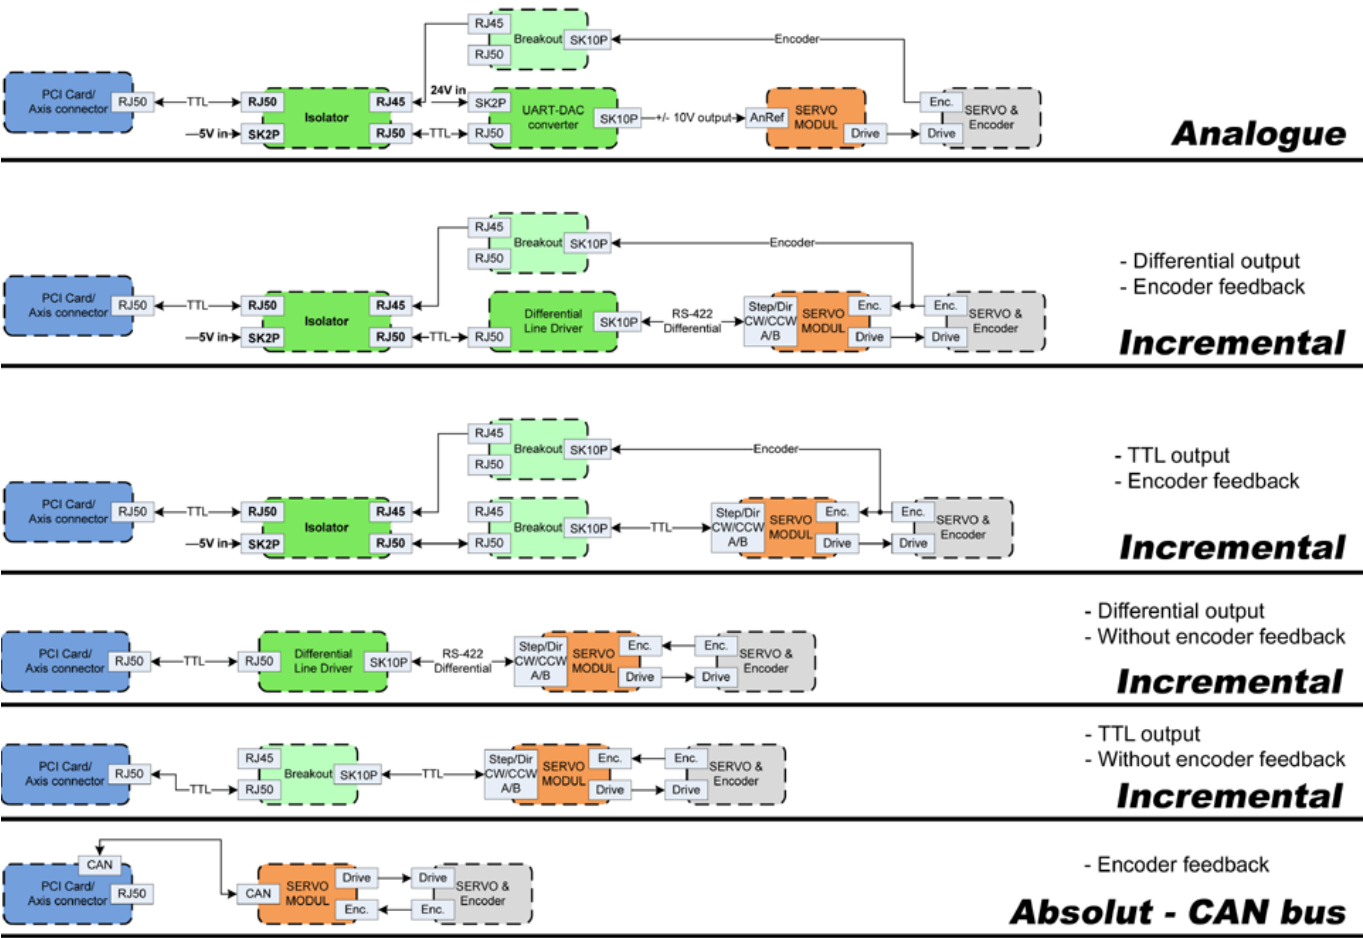 RJ45
Breakout SK10P
RJ50
Encoder
PCI Card/
Axis connector
RJ50
TTL
RJ50
Isolator
RJ45
5V in
SK2P
RJ50
24V in
TTL
SK2P
UART-DAC
converter
RJ50
SK10P
+/- 10V output
AnRef
SERVO
MODUL
Drive
Enc.
SERVO &
Encoder
Drive
Analogue
RJ45
Breakout SK10P
RJ50
Encoder
PCI Card/
Axis connector
RJ50
TTL
RJ50
Isolator
RJ45
5V in
SK2P
RJ50
TTL
RJ50
Differential
Line Driver
SK10P
RS-422
Differential
Step/Dir
CW/CCW
A/B
SERVO
MODUL
Enc.
Drive
Enc.
SERVO &
Encoder
Drive
- Differential output
- Encoder feedback
Incremental
RJ45
Breakout SK10P
RJ50
Encoder
PCI Card/
Axis connector
RJ50
TTL
RJ50
Isolator
RJ45
5V in
SK2P
RJ50
RJ45
Breakout SK10P
RJ50
TTL
Step/Dir
CW/CCW
A/B
SERVO
MODUL
Enc.
Drive
Enc.
SERVO &
Encoder
Drive
- TTL output
- Encoder feedback
Incremental
PCI Card/
Axis connector
RJ50
TTL
RJ50
Differential
Line Driver
SK10P
RS-422
Differential
Step/Dir
CW/CCW
A/B
SERVO
MODUL
Enc.
Drive
Enc.
SERVO &
Encoder
Drive
- Differential output
- Without encoder feedback
Incremental
PCI Card/
Axis connector
RJ50
TTL
RJ45
Breakout SK10P
RJ50
TTL
Step/Dir
CW/CCW
A/B
SERVO
MODUL
Enc.
Drive
Enc.
SERVO &
Encoder
Drive
- TTL output
- Without encoder feedback
Incremental
CAN
PCI Card/
Axis connector
RJ50
CAN
SERVO
MODUL
Drive
Enc.
Drive
SERVO &
Encoder
Enc.
- Encoder feedback
Absolut - CAN bus